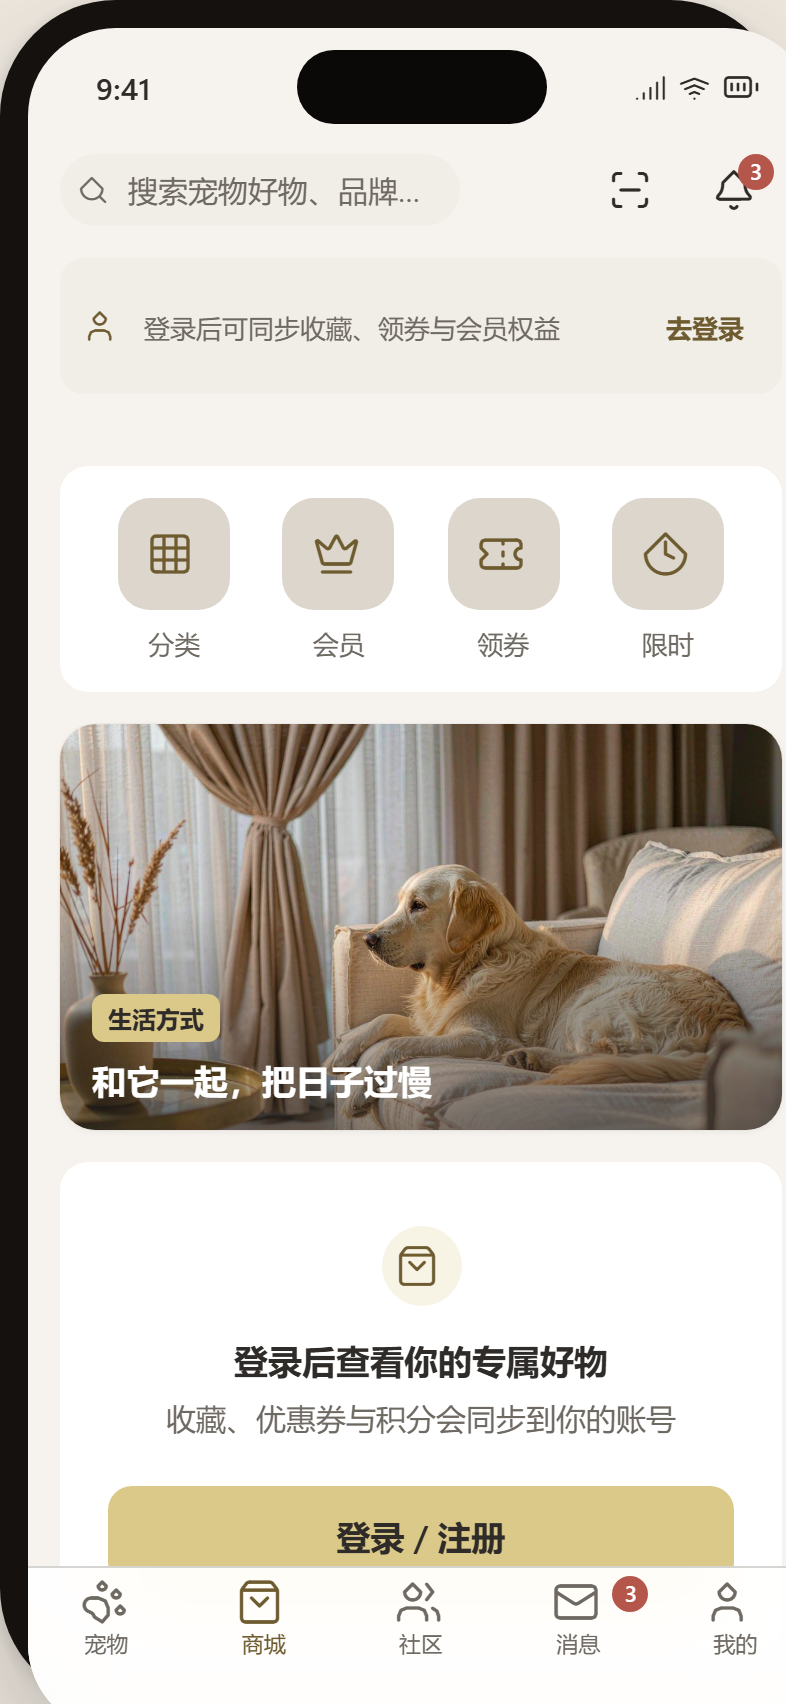 9:41
搜索宠物好物、品牌...
3
登录后可同步收藏、领券与会员权益
去登录
分类
会员
领券
限时
生活方式
和它一起，把日子过慢
登录后查看你的专属好物
收藏、优惠券与积分会同步到你的账号
登录 / 注册
3
宠物
商城
社区
消息
我的